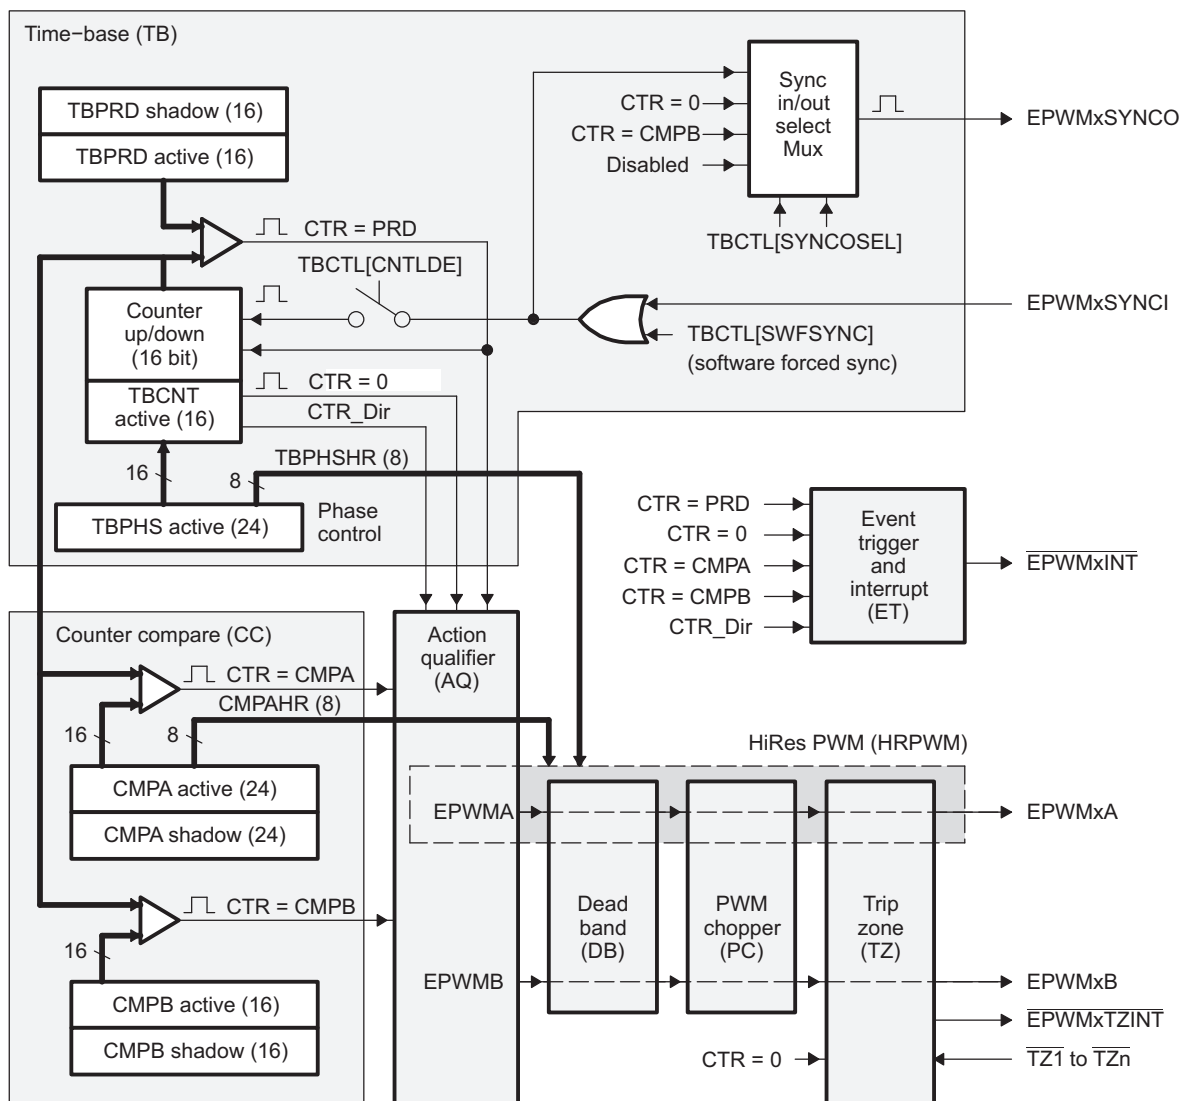 Time−base (TB)
TBPRD shadow (16)
TBPRD active (16)
CTR = PRD
TBCTL[CNTLDE]
Counter
up/down
(16 bit)
TBCNT
active (16)
CTR = 0
CTR_Dir
16
8
TBPHSHR (8)
TBPHS active (24)
Phase
control
Sync
in/out
select
Mux
CTR = 0
CTR = CMPB
Disabled
TBCTL[SYNCOSEL]
EPWMxSYNCO
EPWMxSYNCI
TBCTL[SWFSYNC]
(software forced sync)
CTR = PRD
CTR = 0
CTR = CMPA
CTR = CMPB
CTR_Dir
Event
trigger
and
interrupt
(ET)
EPWMxINT
Counter compare (CC)
CTR = CMPA
CMPAHR (8)
16
8
CMPA active (24)
CMPA shadow (24)
CTR = CMPB
16
CMPB active (16)
CMPB shadow (16)
Action
qualifier
(AQ)
EPWMA
EPWMB
HiRes PWM (HRPWM)
Dead
band
(DB)
PWM
chopper
(PC)
Trip
zone
(TZ)
CTR = 0
EPWMxA
EPWMxB
EPWMxTZINT
TZ1 to TZn